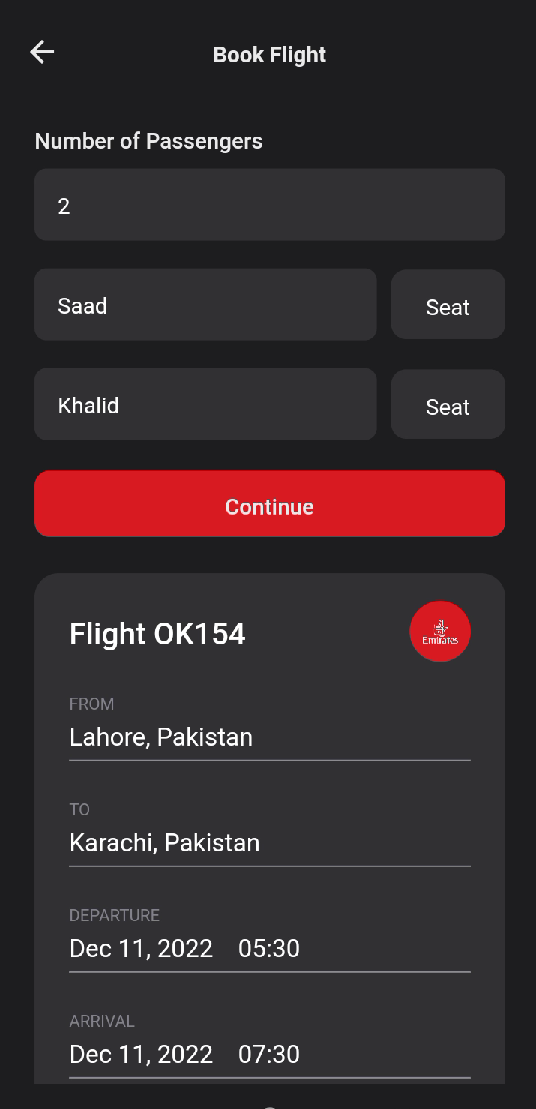 Book Flight
Number of Passengers
2
Saad
Seat
Khalid
Seat
Continue
Flight OK154
Emirates
FROM
Lahore, Pakistan
TO
Karachi, Pakistan
DEPARTURE
Dec 11, 2022 05:30
ARRIVAL
Dec 11, 2022 07:30